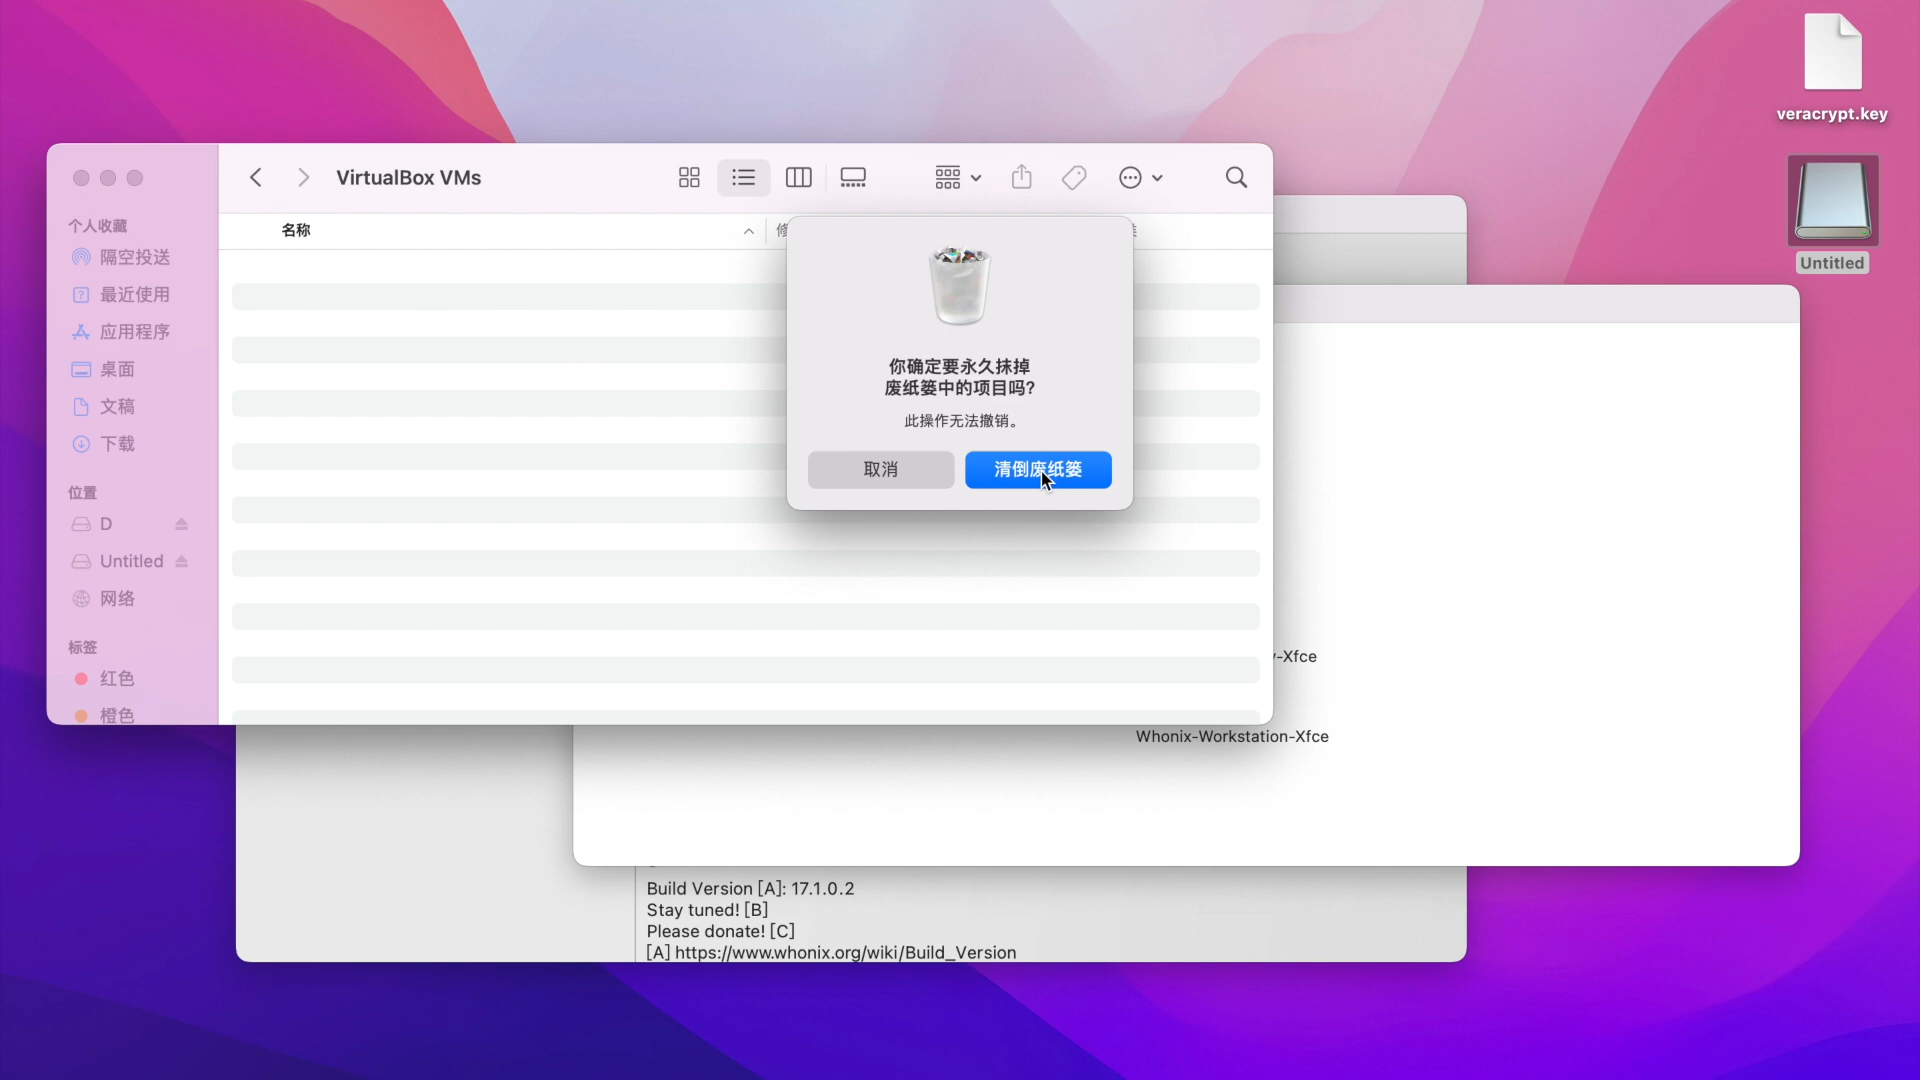 veracrypt.key
Untitled
VirtualBox VMs
个人收藏
隔空投送
最近使用
应用程序
桌面
文稿
下载
位置
D
Untitled
网络
标签
红色
橙色
名称
你确定要永久抹掉
废纸篓中的项目吗?
此操作无法撤销。
取消
清倒废纸篓
-Xfce
Whonix-Workstation-Xfce
Build Version [A]: 17.1.0.2
Stay tuned! [B]
Please donate! [C]
[A] https://www.whonix.org/wiki/Build_Version